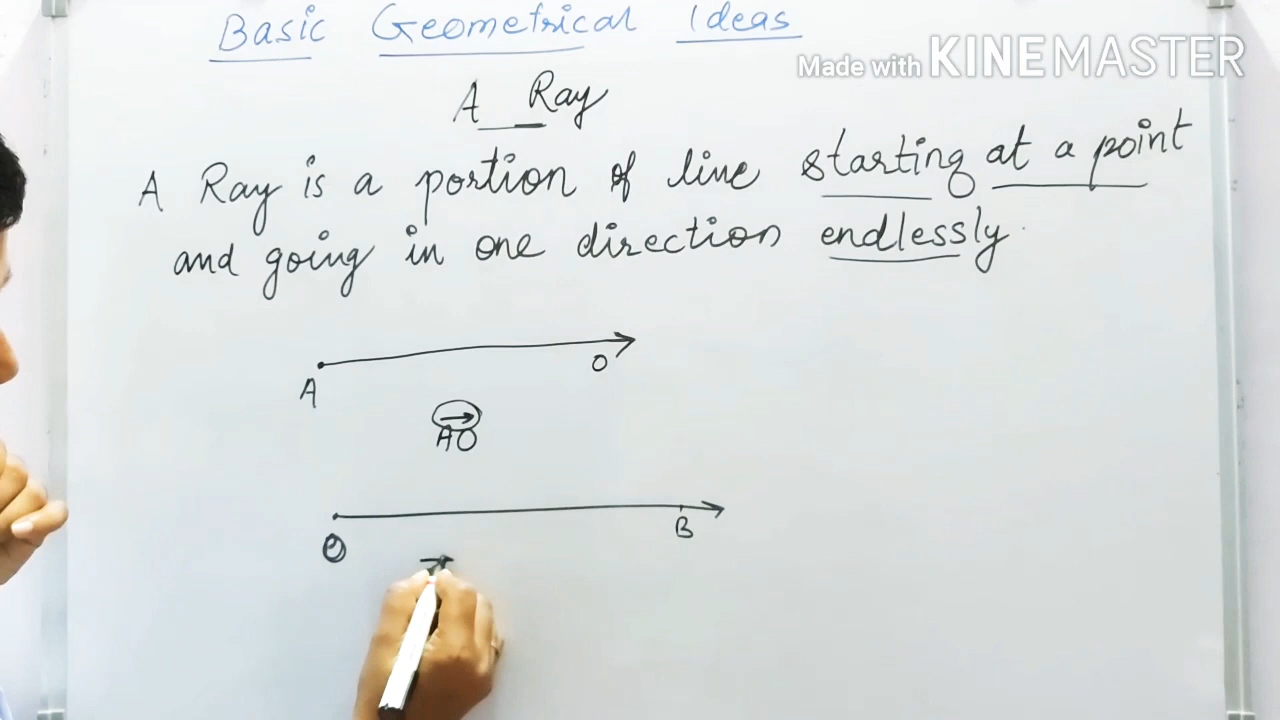 Basic Geometrical Ideas
Made with KINEMASTER
A Ray
A Ray is a portion of line starting at a point
and going in one direction endlessly.
A
O
AO
O
B